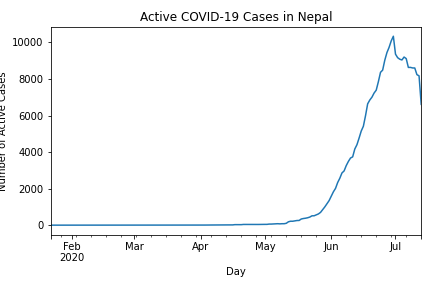 Active COVID-19 Cases in Nepal
Number of Active Cases
10000
8000
6000
4000
2000
0
Feb
2020
Mar
Apr
May
Jun
Jul
Day